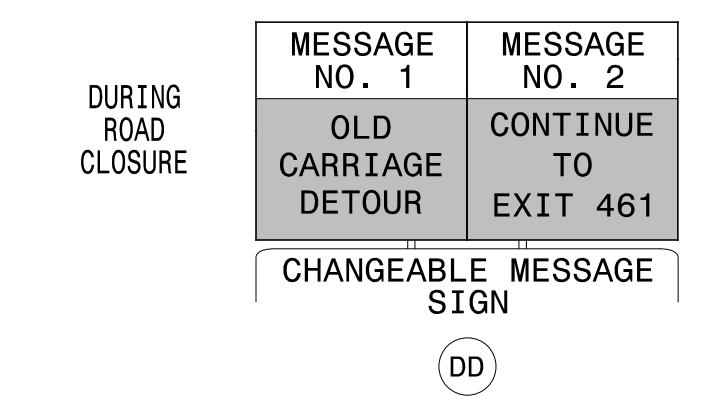 DURING
ROAD
CLOSURE
MESSAGE
NO. 1
MESSAGE
NO. 2
OLD
CARRIAGE
DETOUR
CONTINUE
TO
EXIT 461
CHANGEABLE MESSAGE
SIGN
DD